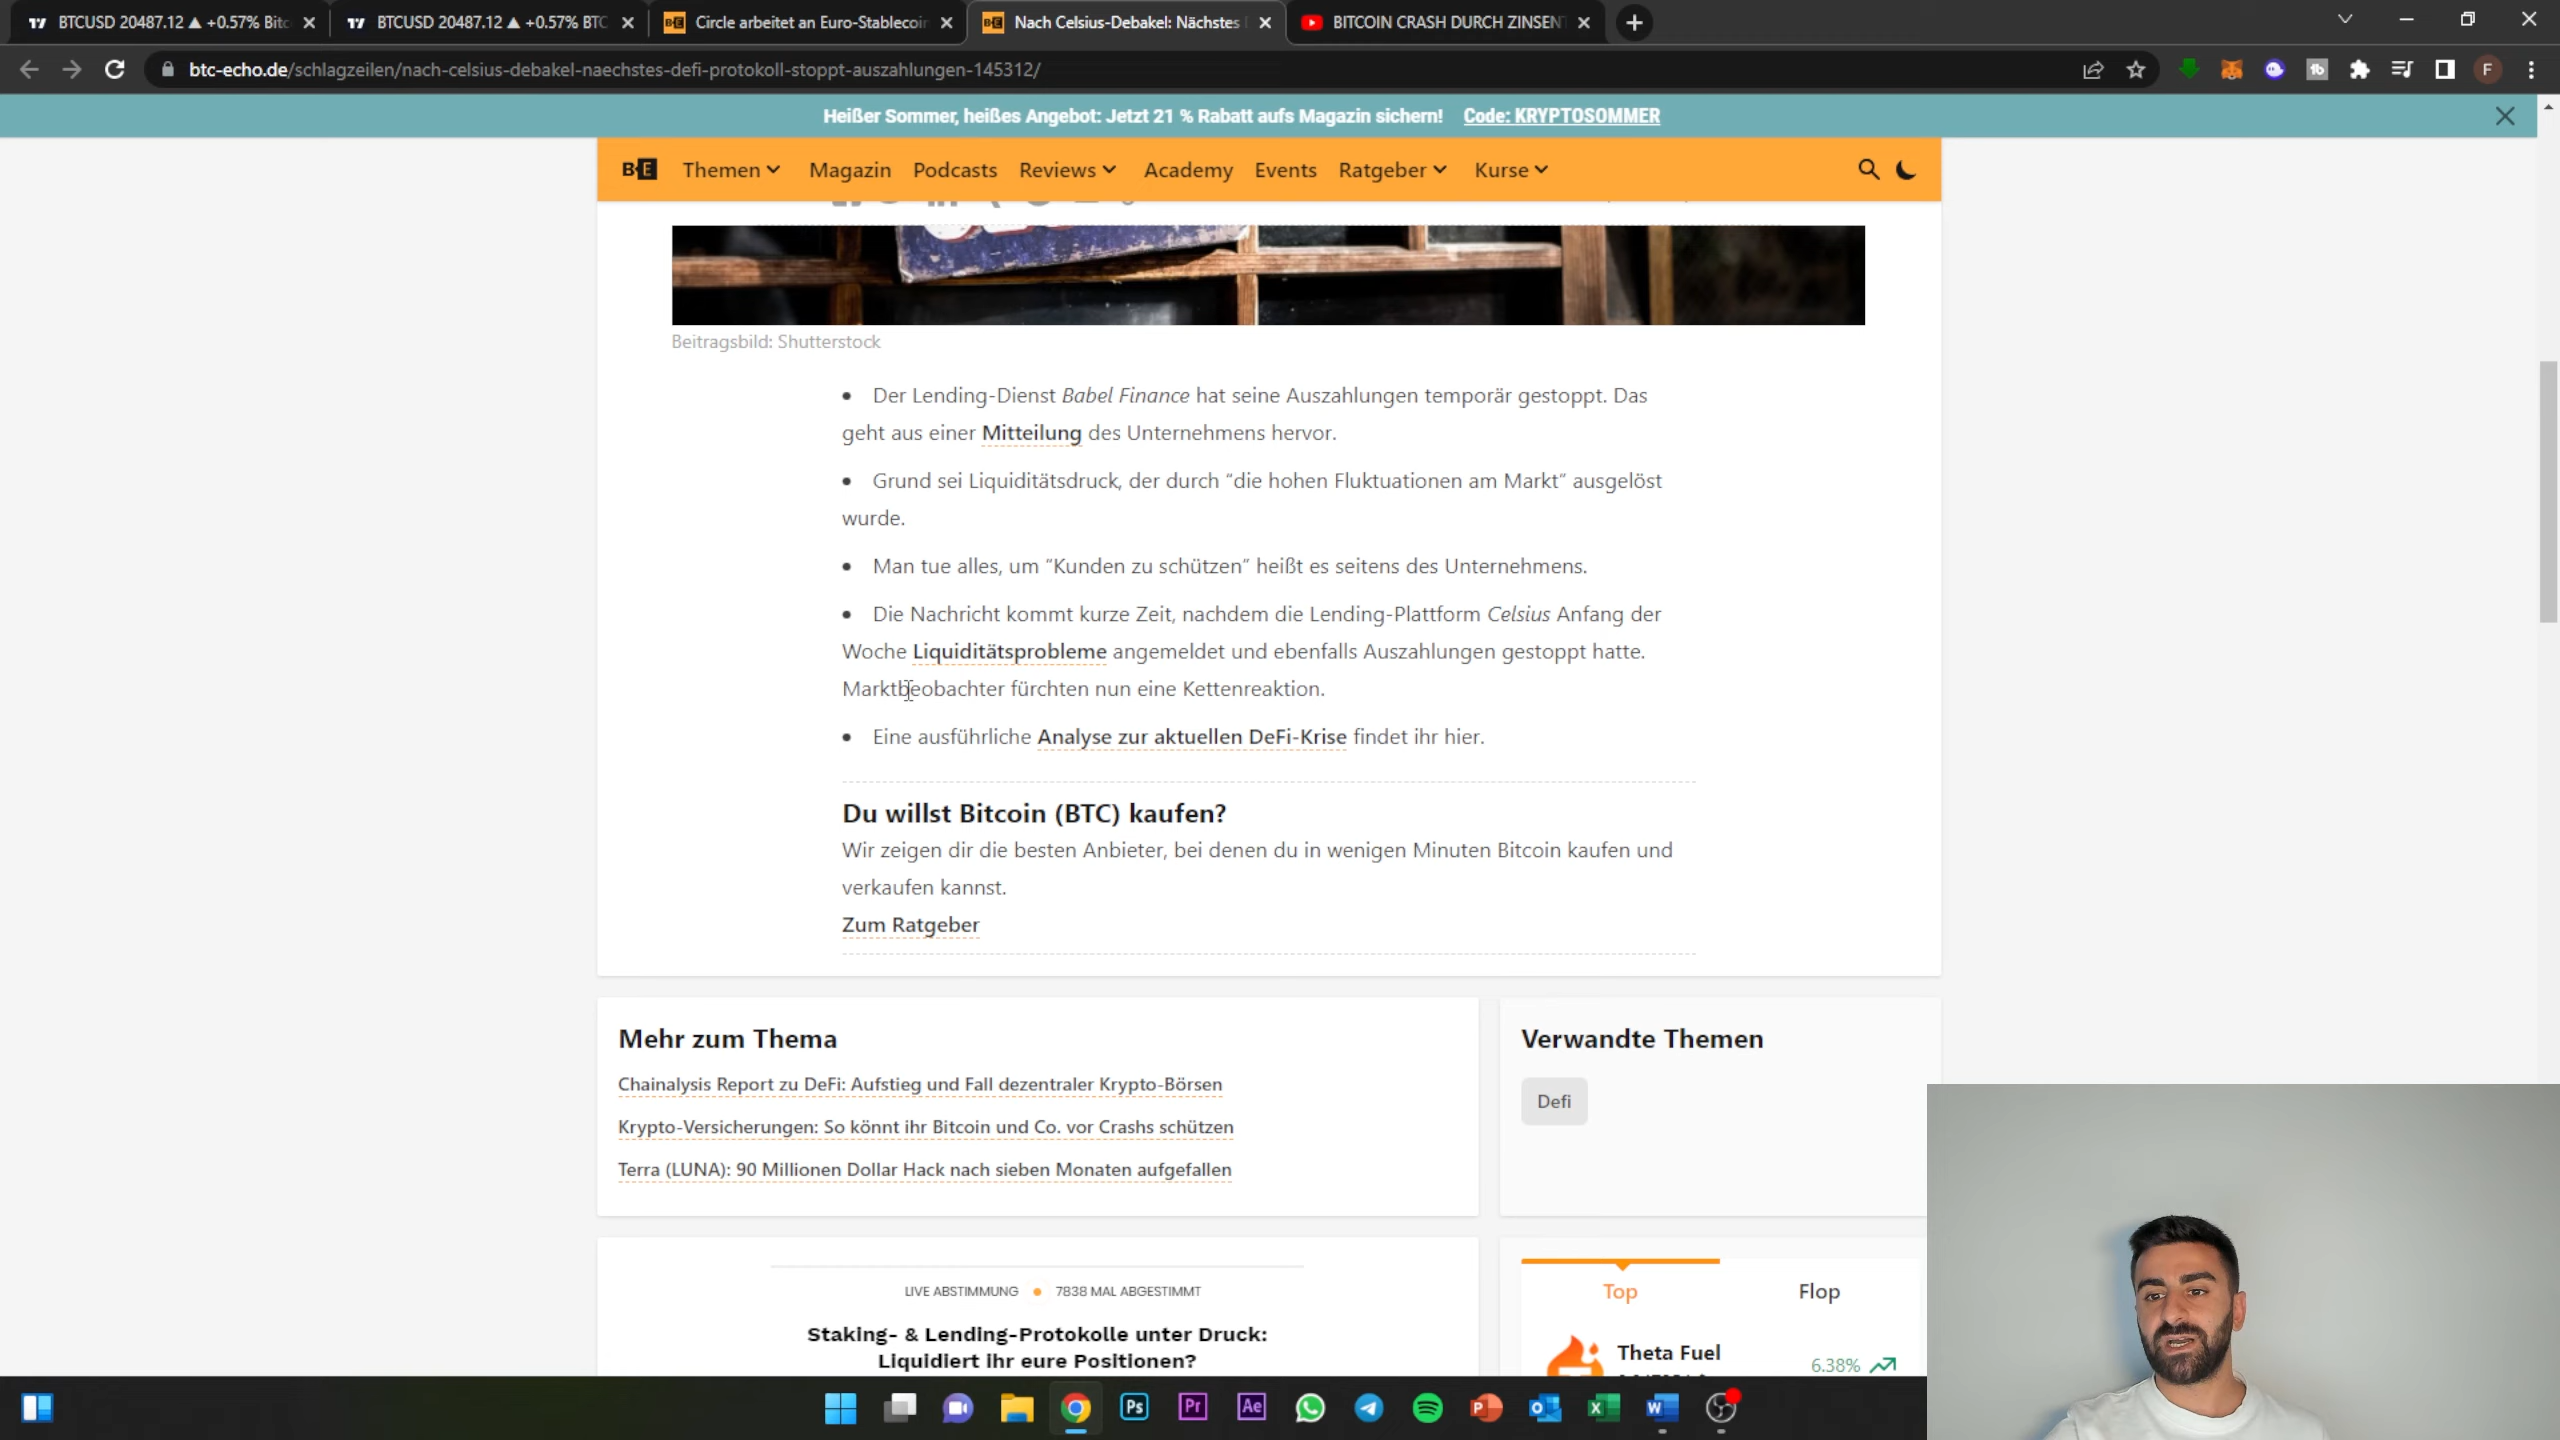 BTCUSD 20487.12 ▲ +0.57% Bitc
BTCUSD 20487.12 ▲ +0.57% BTC
Circle arbeitet an Euro-Stablecoin
Nach Celsius-Debakel: Nächstes
BITCOIN CRASH DURCH ZINSENT
btc-echo.de/schlagzeilen/nach-celsius-debakel-naechstes-defi-protokoll-stoppt-auszahlungen-145312/
F
Heißer Sommer, heißes Angebot: Jetzt 21 % Rabatt aufs Magazin sichern! Code: KRYPTOSOMMER
B·E Themen Magazin Podcasts Reviews Academy Events Ratgeber Kurse
Beitragsbild: Shutterstock
• Der Lending-Dienst Babel Finance hat seine Auszahlungen temporär gestoppt. Das
geht aus einer Mitteilung des Unternehmens hervor.
• Grund sei Liquiditätsdruck, der durch “die hohen Fluktuationen am Markt” ausgelöst
wurde.
• Man tue alles, um “Kunden zu schützen” heißt es seitens des Unternehmens.
• Die Nachricht kommt kurze Zeit, nachdem die Lending-Plattform Celsius Anfang der
Woche Liquiditätsprobleme angemeldet und ebenfalls Auszahlungen gestoppt hatte.
Marktbeobachter fürchten nun eine Kettenreaktion.
• Eine ausführliche Analyse zur aktuellen DeFi-Krise findet ihr hier.
Du willst Bitcoin (BTC) kaufen?
Wir zeigen dir die besten Anbieter, bei denen du in wenigen Minuten Bitcoin kaufen und
verkaufen kannst.
Zum Ratgeber
Mehr zum Thema
Chainalysis Report zu DeFi: Aufstieg und Fall dezentraler Krypto-Börsen
Krypto-Versicherungen: So könnt ihr Bitcoin und Co. vor Crashs schützen
Terra (LUNA): 90 Millionen Dollar Hack nach sieben Monaten aufgefallen
Verwandte Themen
Defi
LIVE ABSTIMMUNG • 7838 MAL ABGESTIMMT
Staking- & Lending-Protokolle unter Druck:
Liquidiert ihr eure Positionen?
Top Flop
Theta Fuel
6.38%
Ps Pr Ae